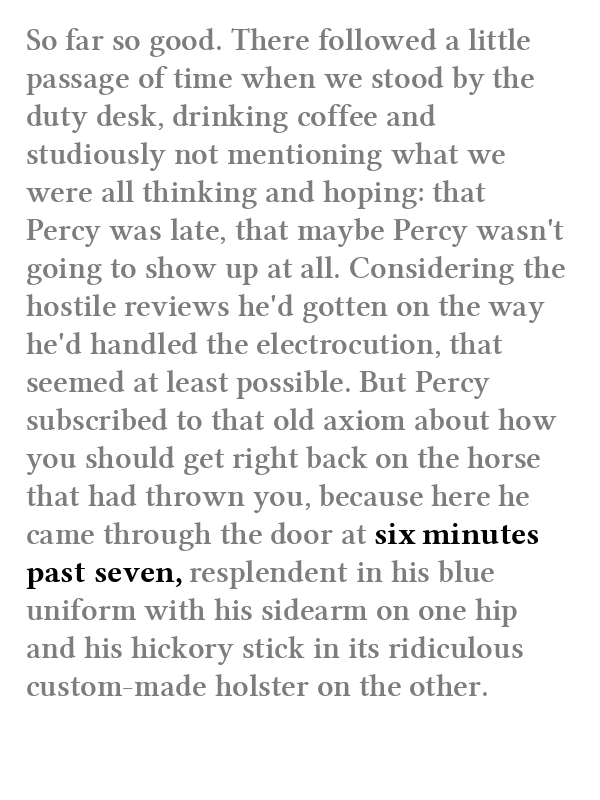 So far so good. There followed a little
passage of time when we stood by the
duty desk, drinking coffee and
studiously not mentioning what we
were all thinking and hoping: that
Percy was late, that maybe Percy wasn't
going to show up at all. Considering the
hostile reviews he'd gotten on the way
he'd handled the electrocution, that
seemed at least possible. But Percy
subscribed to that old axiom about how
you should get right back on the horse
that had thrown you, because here he
came through the door at six minutes
past seven, resplendent in his blue
uniform with his sidearm on one hip
and his hickory stick in its ridiculous
custom-made holster on the other.